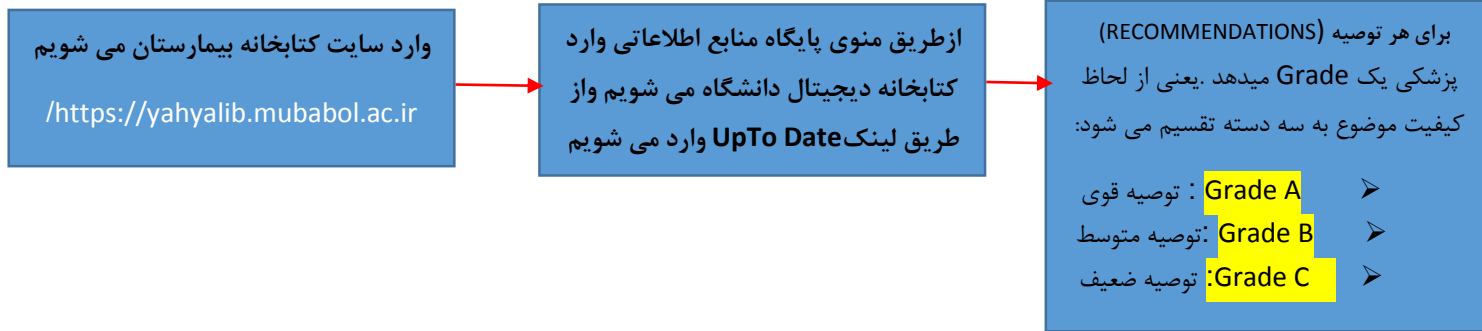 وارد سایت کتابخانه بیمارستان می شویم
https://yahyalib.mubabol.ac.ir/
ازطریق منوی پایگاه منابع اطلاعاتی وارد
کتابخانه دیجیتال دانشگاه می شویم واز
طریق لینکUpTo Date وارد می شویم
برای هر توصیه (RECOMMENDATIONS)
پزشکی یک Grade میدهد .یعنی از لحاظ
کیفیت موضوع به سه دسته تقسیم می شود:
Grade A : توصیه قوی
Grade B :توصیه متوسط
Grade C: توصیه ضعیف